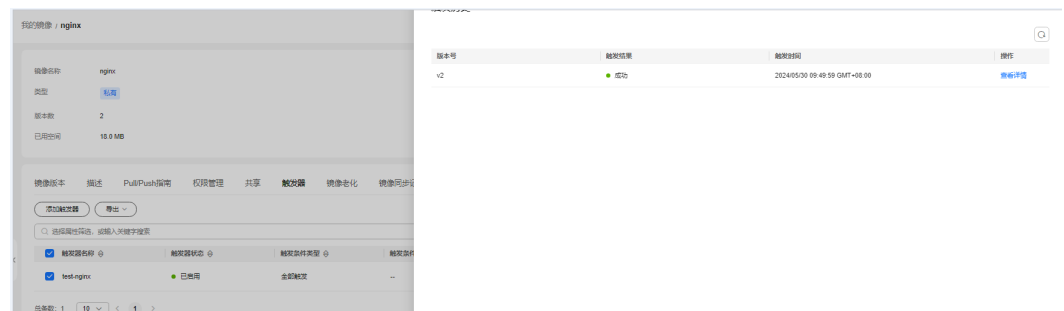 我的镜像 / nginx
镜像名称 nginx
类型 私有
版本数 2
已用空间 18.0 MB
镜像版本 描述 Pull/Push指南 权限管理 共享 触发器 镜像老化 镜像同步
添加触发器 导出
选择属性筛选，或输入关键字搜索
触发器名称 触发器状态 触发条件类型 触发条件
test-nginx 已启用 全部触发 --
总条数: 1 10 < 1 >
触发历史
版本号 触发结果 触发时间 操作
v2 成功 2024/05/30 09:49:59 GMT+08:00 查看详情